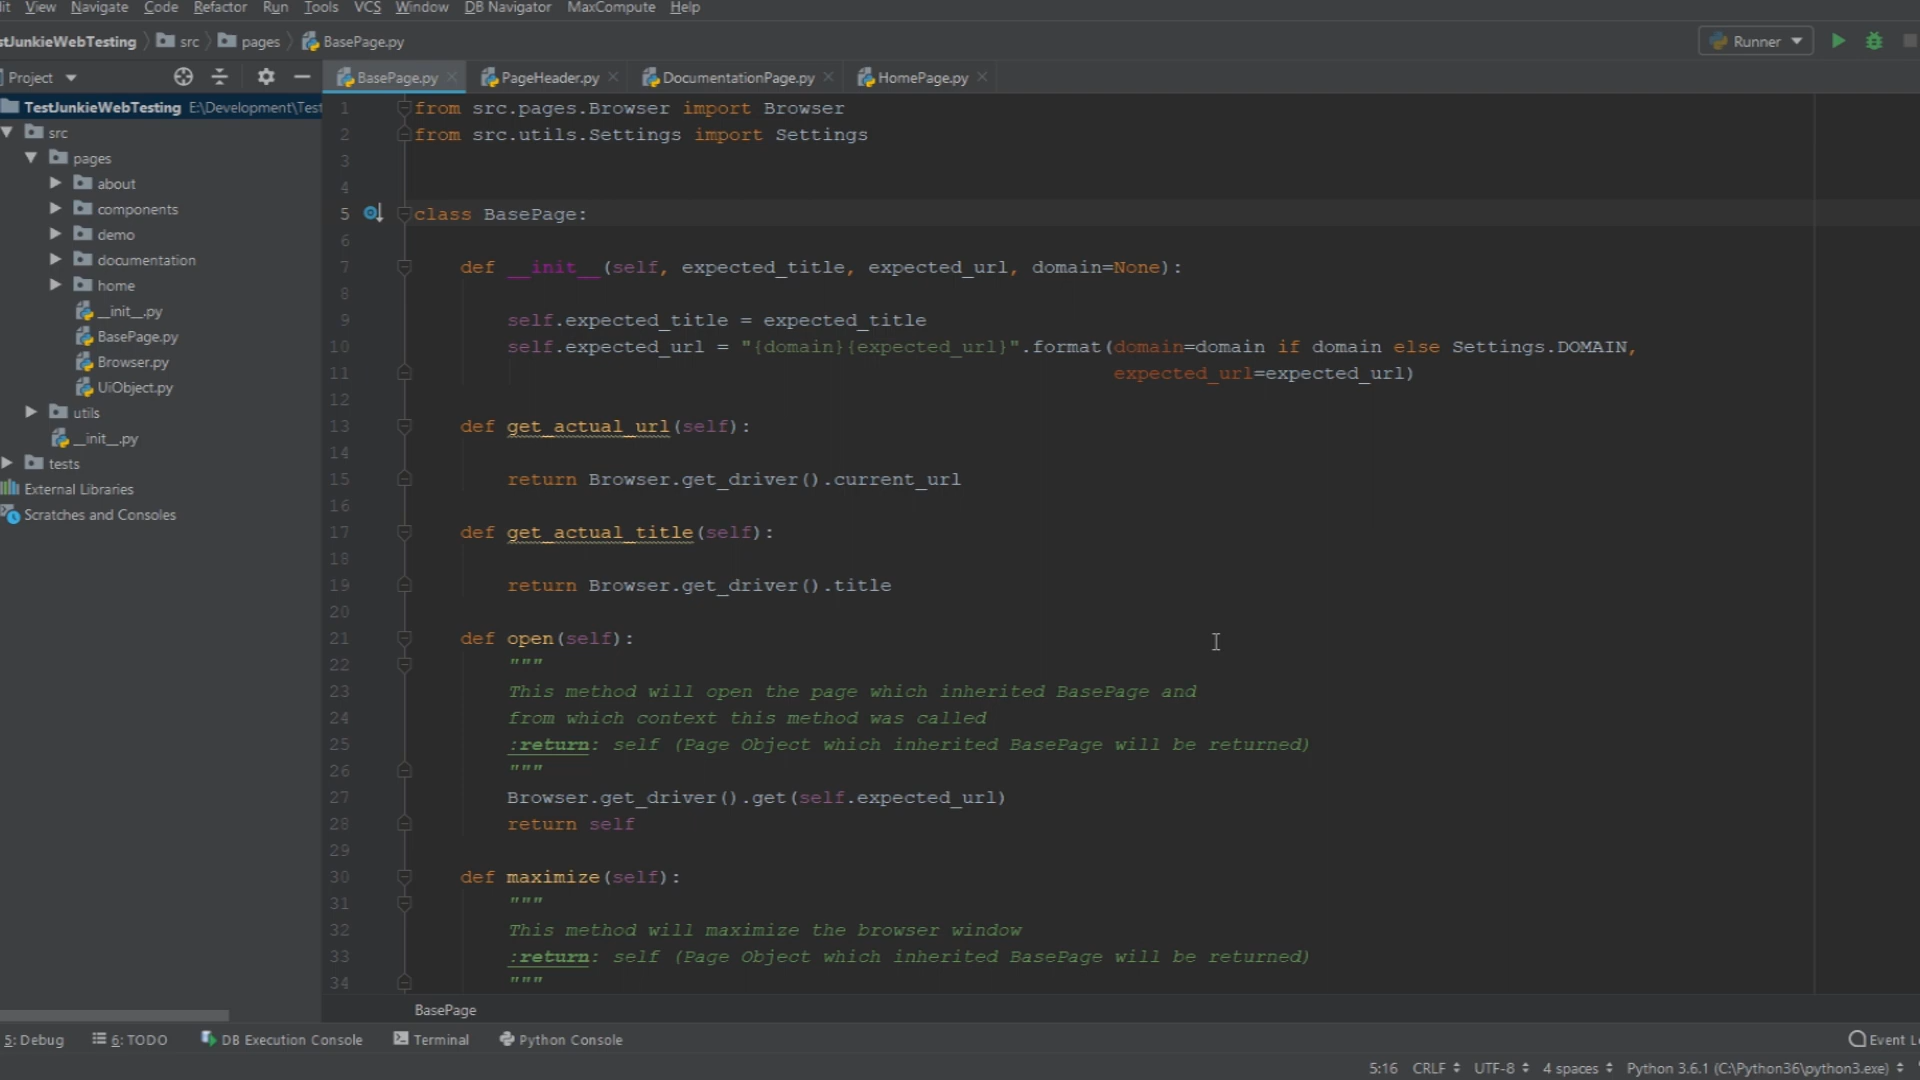 it View Navigate Code Refactor Run Tools VCS Window DB Navigator MaxCompute Help
stJunkieWebTesting src pages BasePage.py Runner
Project BasePage.py PageHeader.py DocumentationPage.py HomePage.py
TestJunkieWebTesting E:\Development\Test
src
pages
about
components
demo
documentation
home
__init__.py
BasePage.py
Browser.py
UiObject.py
utils
__init__.py
tests
External Libraries
Scratches and Consoles
1 from src.pages.Browser import Browser
2 from src.utils.Settings import Settings
3
4
5 class BasePage:
6
7 def __init__(self, expected_title, expected_url, domain=None):
8
9 self.expected_title = expected_title
10 self.expected_url = "{domain}{expected_url}".format(domain=domain if domain else Settings.DOMAIN,
11 expected_url=expected_url)
12
13 def get_actual_url(self):
14
15 return Browser.get_driver().current_url
16
17 def get_actual_title(self):
18
19 return Browser.get_driver().title
20
21 def open(self):
22 """
23 This method will open the page which inherited BasePage and
24 from which context this method was called
25 :return: self (Page Object which inherited BasePage will be returned)
26 """
27 Browser.get_driver().get(self.expected_url)
28 return self
29
30 def maximize(self):
31 """
32 This method will maximize the browser window
33 :return: self (Page Object which inherited BasePage will be returned)
34 """
BasePage
5: Debug 6: TODO DB Execution Console Terminal Python Console Event Lo
5:16 CRLF UTF-8 4 spaces Python 3.6.1 (C:\Python36\python3.exe)